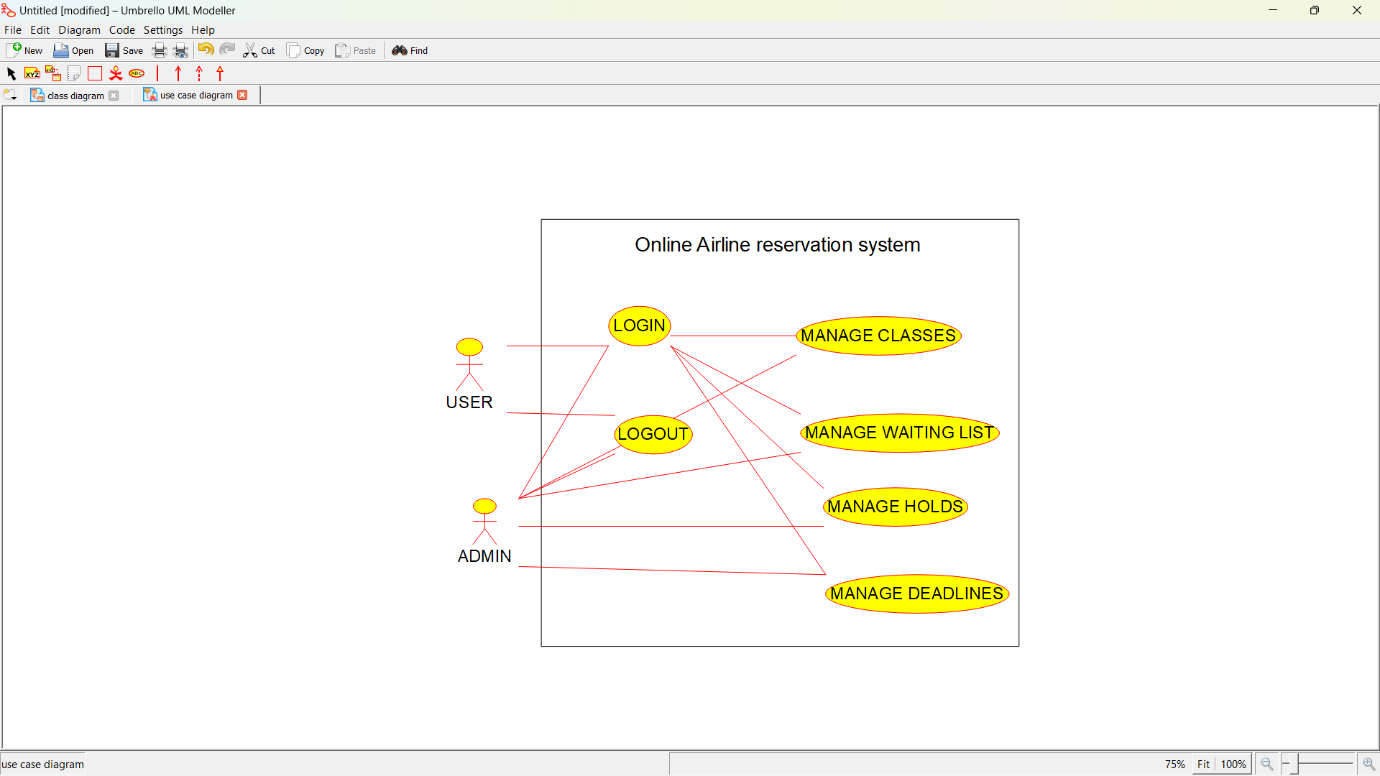 Untitled [modified] – Umbrello UML Modeller
File Edit Diagram Code Settings Help
New Open Save Cut Copy Paste Find
XYZ ABC
class diagram use case diagram
Online Airline reservation system
LOGIN
MANAGE CLASSES
USER
LOGOUT
MANAGE WAITING LIST
MANAGE HOLDS
ADMIN
MANAGE DEADLINES
use case diagram 75% Fit 100%